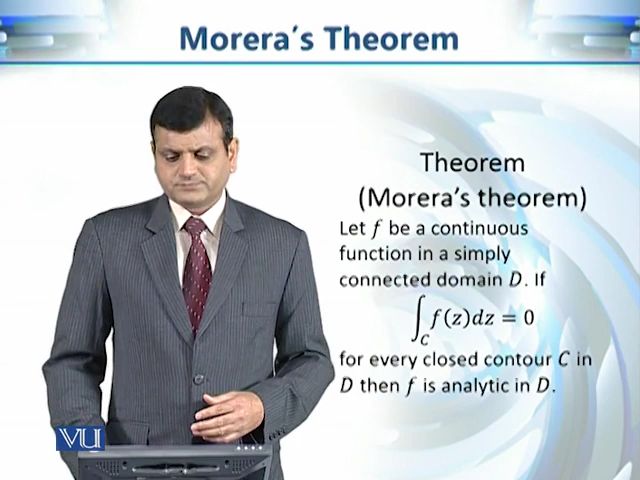 Morera's Theorem
Theorem
(Morera's theorem)
Let 𝑓 be a continuous
function in a simply
connected domain 𝐷. If
∫_𝐶 𝑓(𝑧)𝑑𝑧 = 0
for every closed contour 𝐶 in
𝐷 then 𝑓 is analytic in 𝐷.
VU